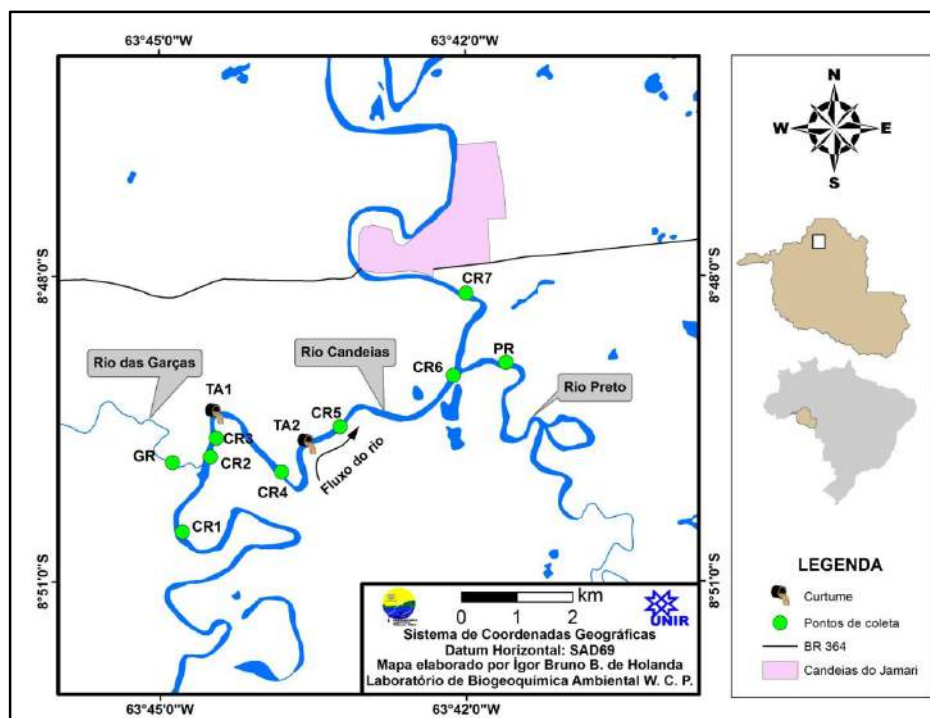 63°45'0"W
63°42'0"W
N
W
E
S
8°48'0"S
8°48'0"S
CR7
Rio das Garças
Rio Candeias
PR
CR6
TA1
Rio Preto
CR5
TA2
CR3
GR
CR2
CR4
Fluxo do rio
CR1
8°51'0"S
8°51'0"S
LEGENDA
Curtume
Pontos de coleta
BR 364
Candeias do Jamari
km
0 1 2
UNIR
Sistema de Coordenadas Geográficas
Datum Horizontal: SAD69
Mapa elaborado por Ígor Bruno B. de Holanda
Laboratório de Biogeoquímica Ambiental W. C. P.
63°45'0"W
63°42'0"W